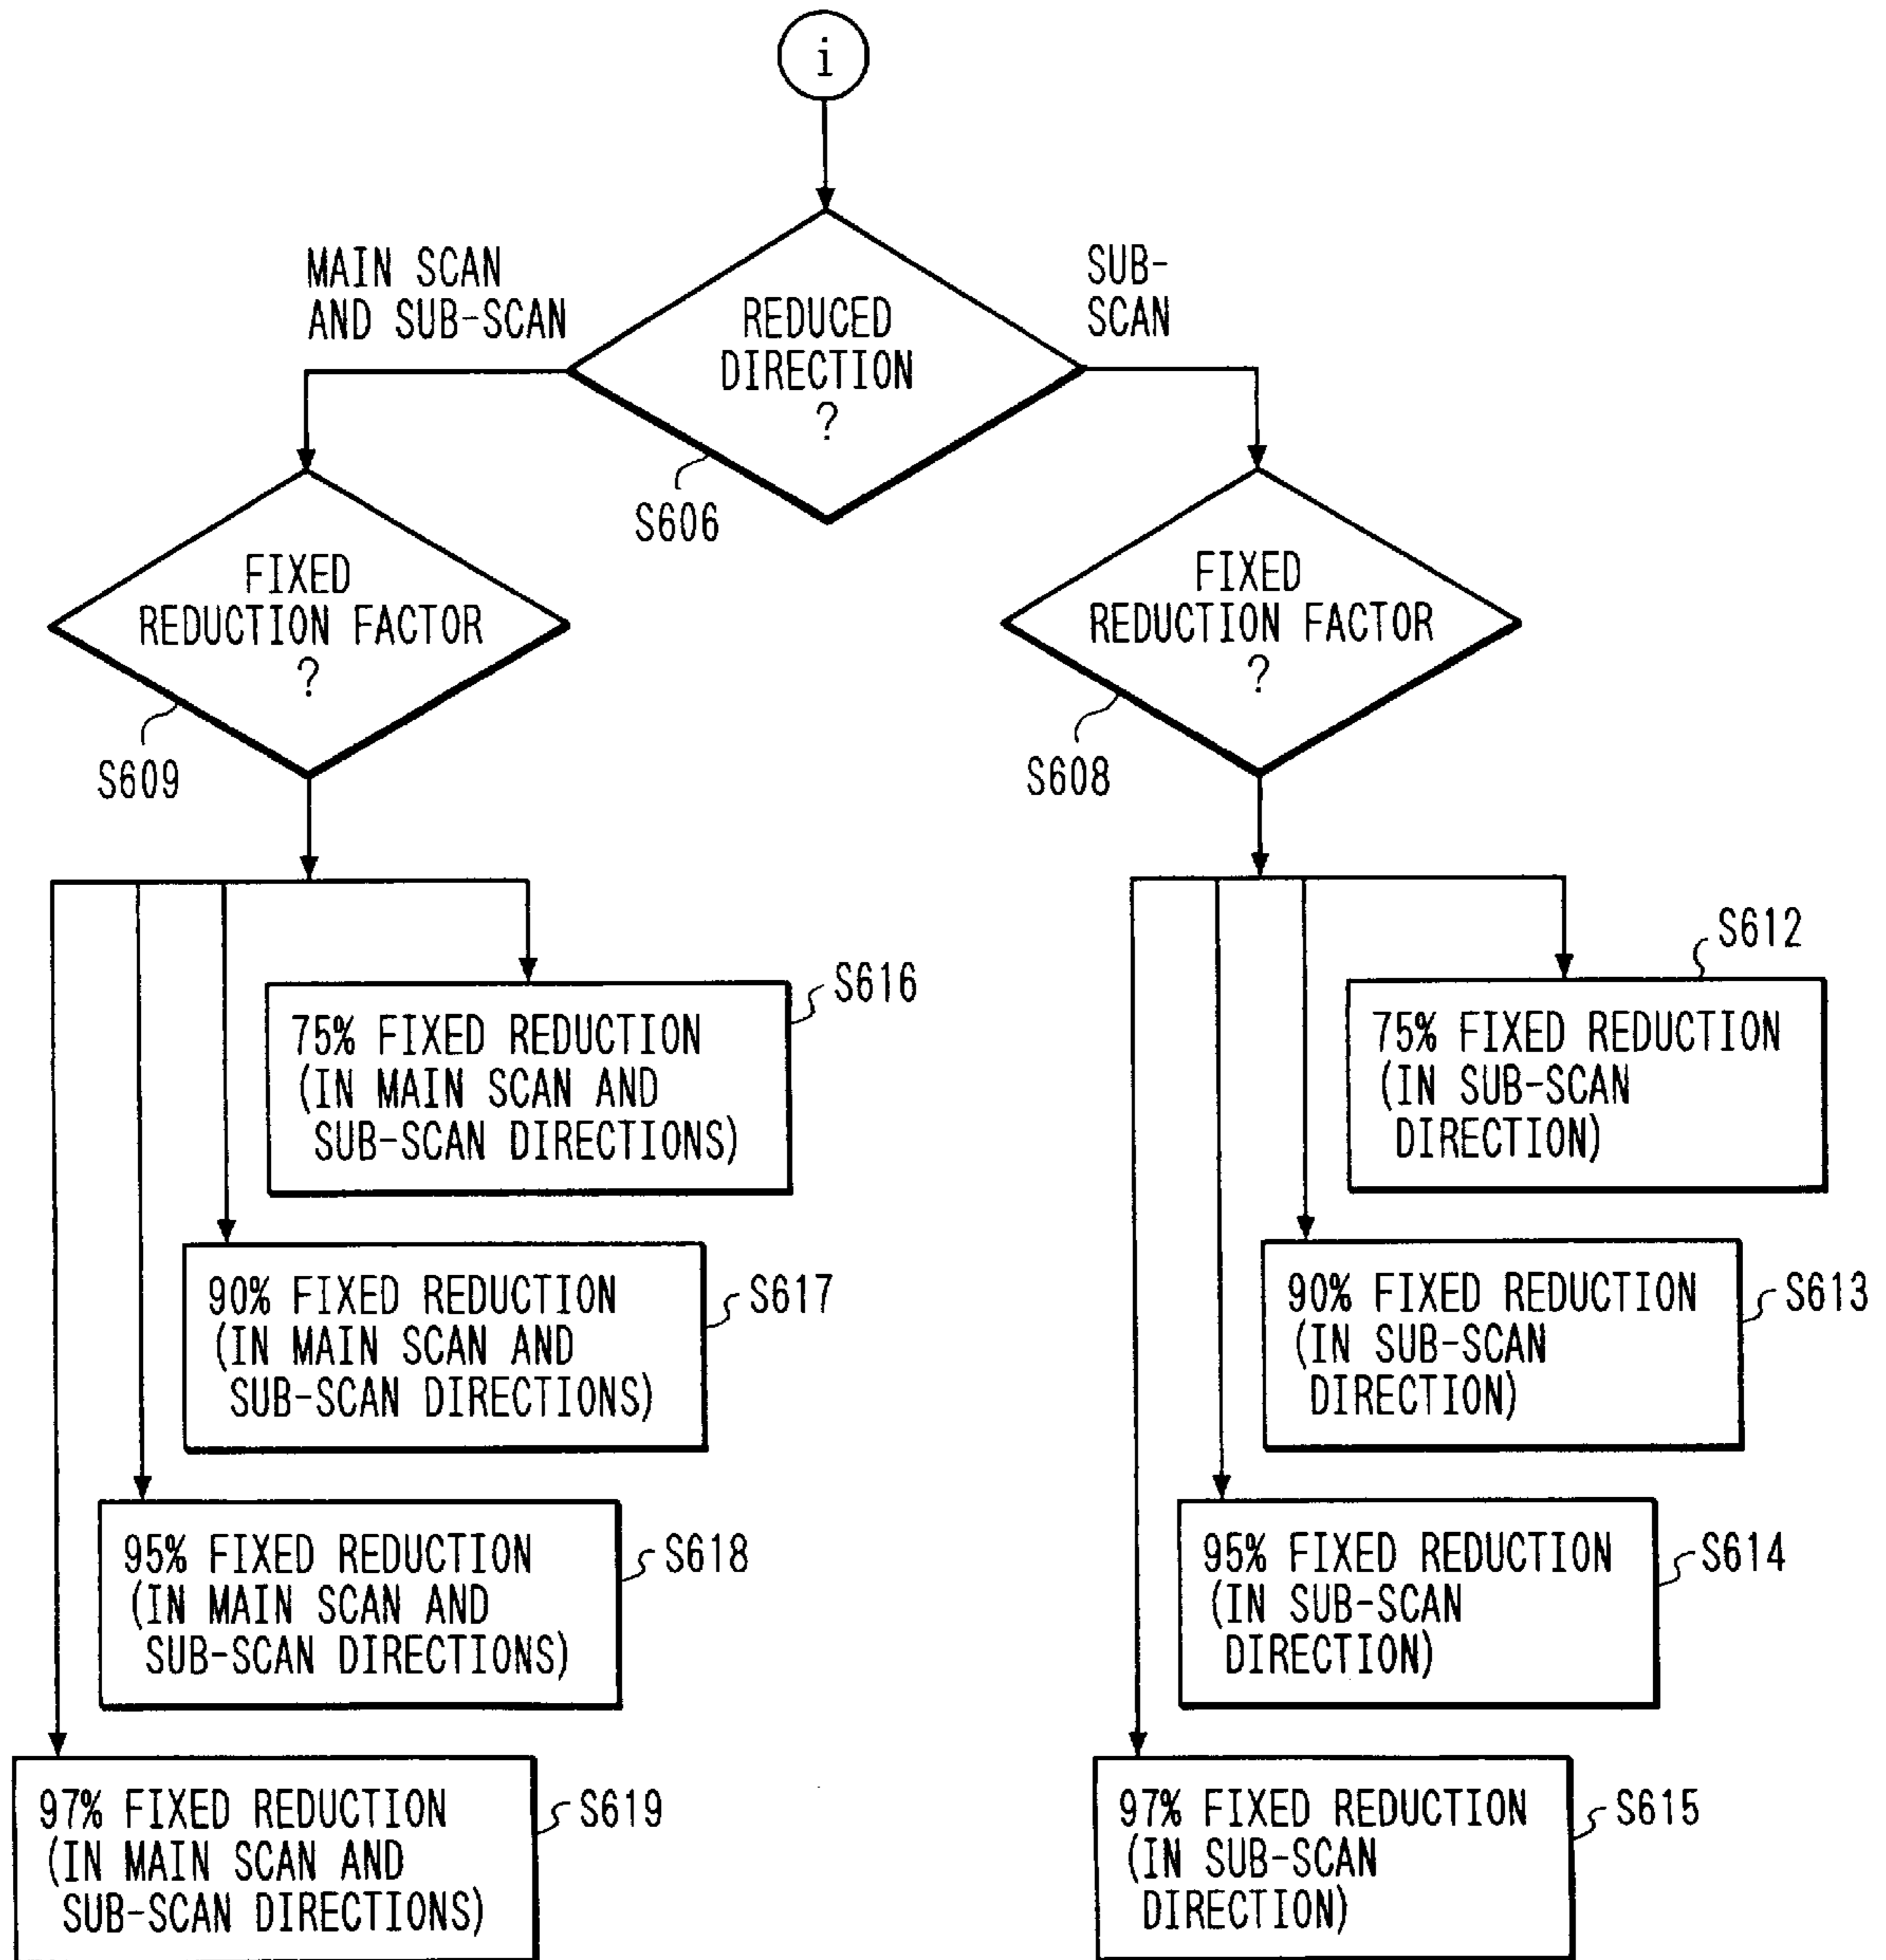 i
MAIN SCAN
AND SUB-SCAN
SUB-
SCAN
REDUCED
DIRECTION
?
S606
FIXED
REDUCTION FACTOR
?
S609
FIXED
REDUCTION FACTOR
?
S608
S616
75% FIXED REDUCTION
(IN MAIN SCAN AND
SUB-SCAN DIRECTIONS)
S612
75% FIXED REDUCTION
(IN SUB-SCAN
DIRECTION)
90% FIXED REDUCTION
(IN MAIN SCAN AND
SUB-SCAN DIRECTIONS)
S617
90% FIXED REDUCTION
(IN SUB-SCAN
DIRECTION)
S613
95% FIXED REDUCTION
(IN MAIN SCAN AND
SUB-SCAN DIRECTIONS)
S618
95% FIXED REDUCTION
(IN SUB-SCAN
DIRECTION)
S614
97% FIXED REDUCTION
(IN MAIN SCAN AND
SUB-SCAN DIRECTIONS)
S619
97% FIXED REDUCTION
(IN SUB-SCAN
DIRECTION)
S615